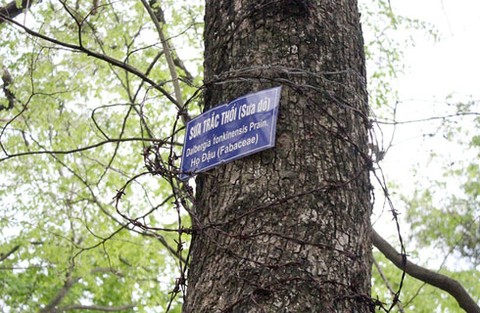 SƯA TRẮC THỐI (Sưa đỏ)
Dalbergia tonkinensis Prain.
Họ Đậu (Fabaceae)